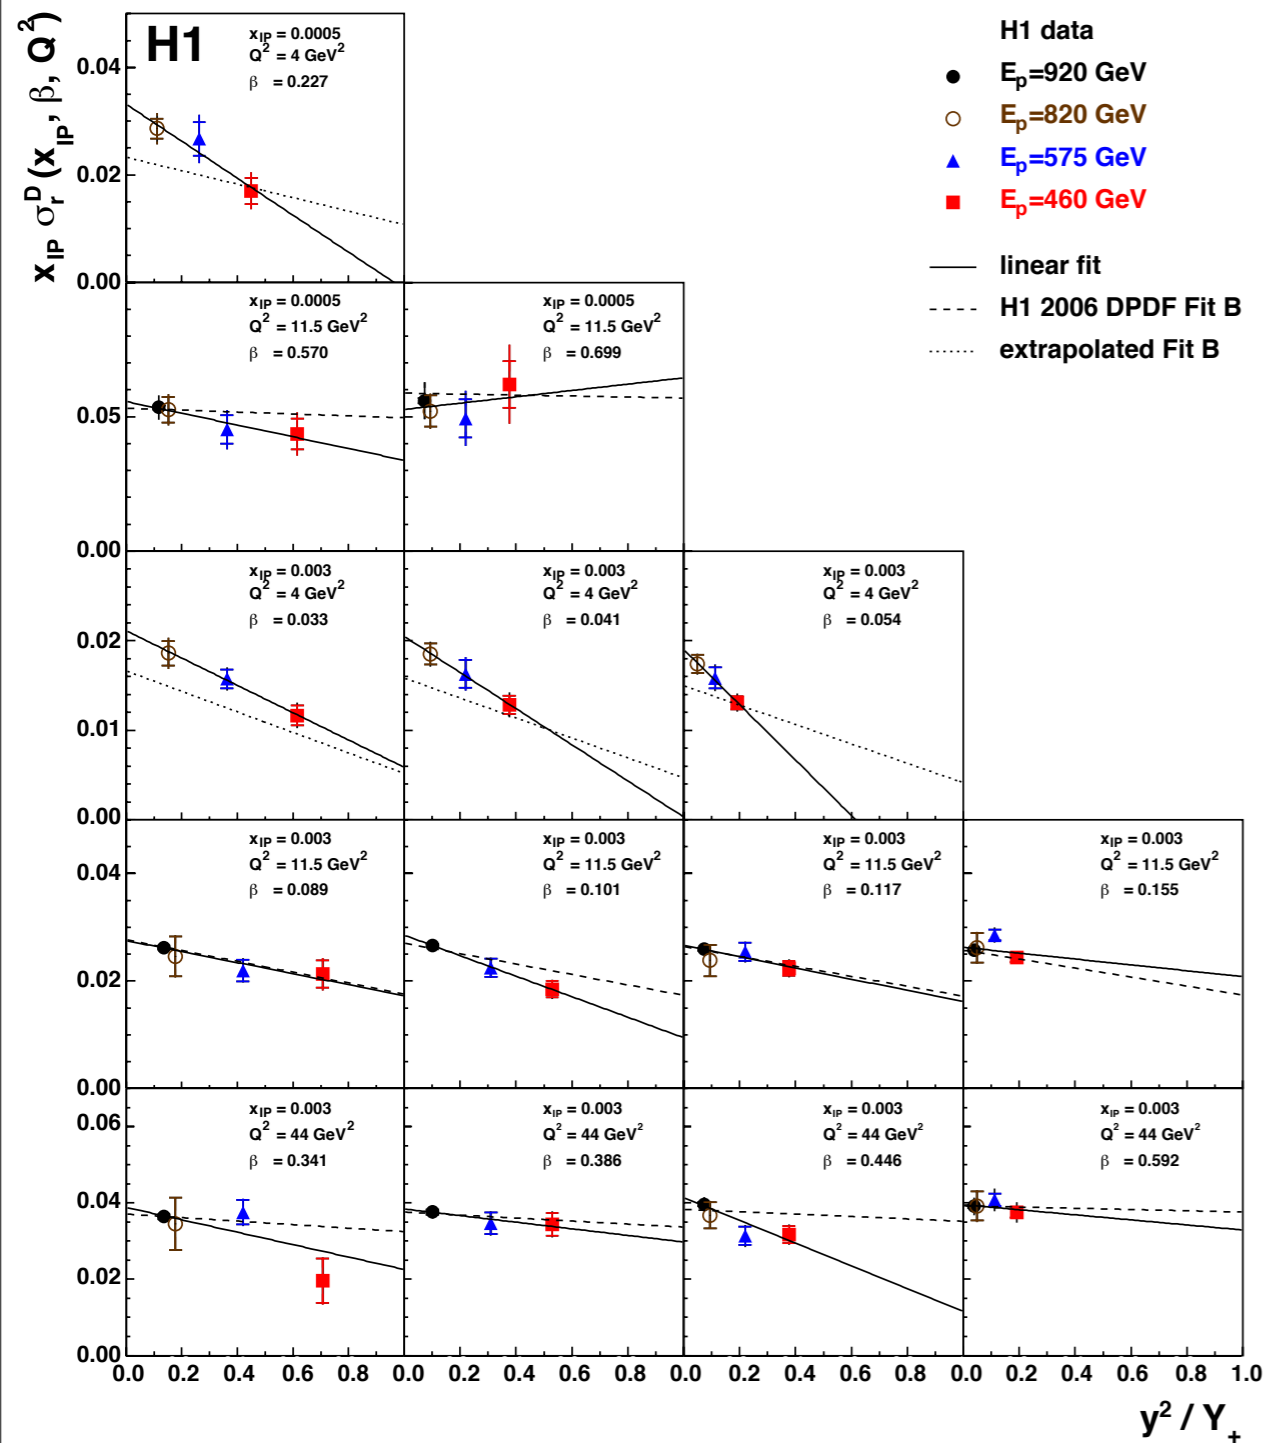 x_IP σ_r^D (x_IP, β, Q^2)
H1
x_IP = 0.0005
Q^2 = 4 GeV^2
β = 0.227
H1 data
E_p=920 GeV
E_p=820 GeV
E_p=575 GeV
E_p=460 GeV
linear fit
H1 2006 DPDF Fit B
extrapolated Fit B
0.04
0.02
0.00
x_IP = 0.0005
Q^2 = 11.5 GeV^2
β = 0.570
x_IP = 0.0005
Q^2 = 11.5 GeV^2
β = 0.699
0.05
0.00
x_IP = 0.003
Q^2 = 4 GeV^2
β = 0.033
x_IP = 0.003
Q^2 = 4 GeV^2
β = 0.041
x_IP = 0.003
Q^2 = 4 GeV^2
β = 0.054
0.02
0.01
0.00
x_IP = 0.003
Q^2 = 11.5 GeV^2
β = 0.089
x_IP = 0.003
Q^2 = 11.5 GeV^2
β = 0.101
x_IP = 0.003
Q^2 = 11.5 GeV^2
β = 0.117
x_IP = 0.003
Q^2 = 11.5 GeV^2
β = 0.155
0.04
0.02
0.00
x_IP = 0.003
Q^2 = 44 GeV^2
β = 0.341
x_IP = 0.003
Q^2 = 44 GeV^2
β = 0.386
x_IP = 0.003
Q^2 = 44 GeV^2
β = 0.446
x_IP = 0.003
Q^2 = 44 GeV^2
β = 0.592
0.06
0.04
0.02
0.00
0.0 0.2 0.4 0.6 0.8 0.0 0.2 0.4 0.6 0.8 0.0 0.2 0.4 0.6 0.8 0.0 0.2 0.4 0.6 0.8 1.0
y^2 / Y_+